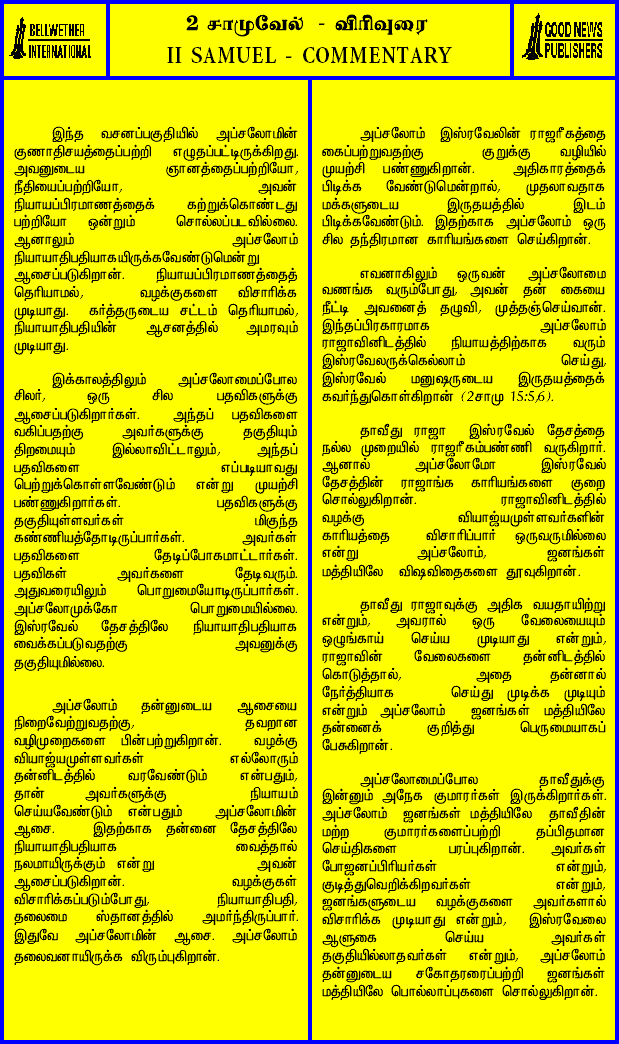 BELLWETHER
INTERNATIONAL
2 சாமுவேல் - விரிவுரை
II SAMUEL - COMMENTARY
GOOD NEWS
PUBLISHERS
இந்த வசனப்பகுதியில் அப்சலோமின்
குணாதிசயத்தைப்பற்றி எழுதப்பட்டிருக்கிறது.
அவனுடைய ஞானத்தைப்பற்றியோ,
நீதியைப்பற்றியோ, அவன்
நியாயப்பிரமாணத்தைக் கற்றுக்கொண்டது
பற்றியோ ஒன்றும் சொல்லப்படவில்லை.
ஆனாலும் அப்சலோம்
நியாயாதிபதியாகயிருக்கவேண்டுமென்று
ஆசைப்படுகிறான். நியாயப்பிரமாணத்தைத்
தெரியாமல், வழக்குகளை விசாரிக்க
முடியாது. கர்த்தருடைய சட்டம் தெரியாமல்,
நியாயாதிபதியின் ஆசனத்தில் அமரவும்
முடியாது.
இக்காலத்திலும் அப்சலோமைப்போல
சிலர், ஒரு சில பதவிகளுக்கு
ஆசைப்படுகிறார்கள். அந்தப் பதவிகளை
வகிப்பதற்கு அவர்களுக்கு தகுதியும்
திறமையும் இல்லாவிட்டாலும், அந்தப்
பதவிகளை எப்படியாவது
பெற்றுக்கொள்ளவேண்டும் என்று முயற்சி
பண்ணுகிறார்கள். பதவிகளுக்கு
தகுதியுள்ளவர்கள் மிகுந்த
கண்ணியத்தோடிருப்பார்கள். அவர்கள்
பதவிகளை தேடிப்போகமாட்டார்கள்.
பதவிகள் அவர்களை தேடிவரும்.
அதுவரையிலும் பொறுமையோடிருப்பார்கள்.
அப்சலோமுக்கோ பொறுமையில்லை.
இஸ்ரவேல் தேசத்திலே நியாயாதிபதியாக
வைக்கப்படுவதற்கு அவனுக்கு
தகுதியுமில்லை.
அப்சலோம் தன்னுடைய ஆசையை
நிறைவேற்றுவதற்கு, தவறான
வழிமுறைகளை பின்பற்றுகிறான். வழக்கு
வியாஜ்யமுள்ளவர்கள் எல்லோரும்
தன்னிடத்தில் வரவேண்டும் என்பதும்,
தான் அவர்களுக்கு நியாயம்
செய்யவேண்டும் என்பதும் அப்சலோமின்
ஆசை. இதற்காக தன்னை தேசத்திலே
நியாயாதிபதியாக வைத்தால்
நலமாயிருக்கும் என்று அவன்
ஆசைப்படுகிறான். வழக்குகள்
விசாரிக்கப்படும்போது, நியாயாதிபதி,
தலைமை ஸ்தானத்தில் அமர்ந்திருப்பார்.
இதுவே அப்சலோமின் ஆசை. அப்சலோம்
தலைவனாயிருக்க விரும்புகிறான்.
அப்சலோம் இஸ்ரவேலின் ராஜரீகத்தை
கைப்பற்றுவதற்கு குறுக்கு வழியில்
முயற்சி பண்ணுகிறான். அதிகாரத்தைக்
பிடிக்க வேண்டுமென்றால், முதலாவதாக
மக்களுடைய இருதயத்தில் இடம்
பிடிக்கவேண்டும். இதற்காக அப்சலோம் ஒரு
சில தந்திரமான காரியங்களை செய்கிறான்.
எவனாகிலும் ஒருவன் அப்சலோமை
வணங்க வரும்போது, அவன் தன் கையை
நீட்டி அவனைத் தழுவி, முத்தஞ்செய்வான்.
இந்தப்பிரகாரமாக அப்சலோம்
ராஜாவினிடத்தில் நியாயத்திற்காக வரும்
இஸ்ரவேலருக்கெல்லாம் செய்து,
இஸ்ரவேல் மனுஷருடைய இருதயத்தைக்
கவர்ந்துகொள்கிறான் (2சாமு 15:5,6).
தாவீது ராஜா இஸ்ரவேல் தேசத்தை
நல்ல முறையில் ராஜரீகம்பண்ணி வருகிறார்.
ஆனால் அப்சலோமோ இஸ்ரவேல்
தேசத்தின் ராஜாங்க காரியங்களை குறை
சொல்லுகிறான். ராஜாவினிடத்தில்
வழக்கு வியாஜ்யமுள்ளவர்களின்
காரியத்தை விசாரிப்பார் ஒருவருமில்லை
என்று அப்சலோம், ஜனங்கள்
மத்தியிலே விஷவிதைகளை தூவுகிறான்.
தாவீது ராஜாவுக்கு அதிக வயதாயிற்று
என்றும், அவரால் ஒரு வேலையையும்
ஒழுங்காய் செய்ய முடியாது என்றும்,
ராஜாவின் வேலைகளை தன்னிடத்தில்
கொடுத்தால், அதை தன்னால்
நேர்த்தியாக செய்து முடிக்க முடியும்
என்றும் அப்சலோம் ஜனங்கள் மத்தியிலே
தன்னைக் குறித்து பெருமையாகப்
பேசுகிறான்.
அப்சலோமைப்போல தாவீதுக்கு
இன்னும் அநேக குமாரர்கள் இருக்கிறார்கள்.
அப்சலோம் ஜனங்கள் மத்தியிலே தாவீதின்
மற்ற குமாரர்களைப்பற்றி தப்பிதமான
செய்திகளை பரப்புகிறான். அவர்கள்
போஜனப்பிரியர்கள் என்றும்,
குடித்துவெறிக்கிறவர்கள் என்றும்,
ஜனங்களுடைய வழக்குகளை அவர்களால்
விசாரிக்க முடியாது என்றும், இஸ்ரவேலை
ஆளுகை செய்ய அவர்கள்
தகுதியில்லாதவர்கள் என்றும், அப்சலோம்
தன்னுடைய சகோதரரைப்பற்றி ஜனங்கள்
மத்தியிலே பொல்லாப்புகளை சொல்லுகிறான்.